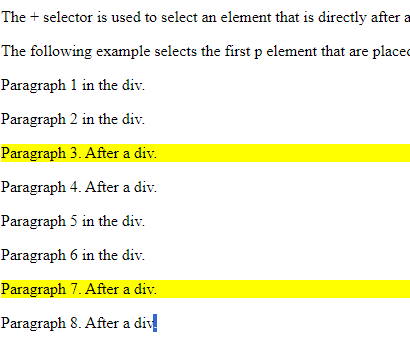 The + selector is used to select an element that is directly after a
The following example selects the first p element that are placed
Paragraph 1 in the div.
Paragraph 2 in the div.
Paragraph 3. After a div.
Paragraph 4. After a div.
Paragraph 5 in the div.
Paragraph 6 in the div.
Paragraph 7. After a div.
Paragraph 8. After a div.